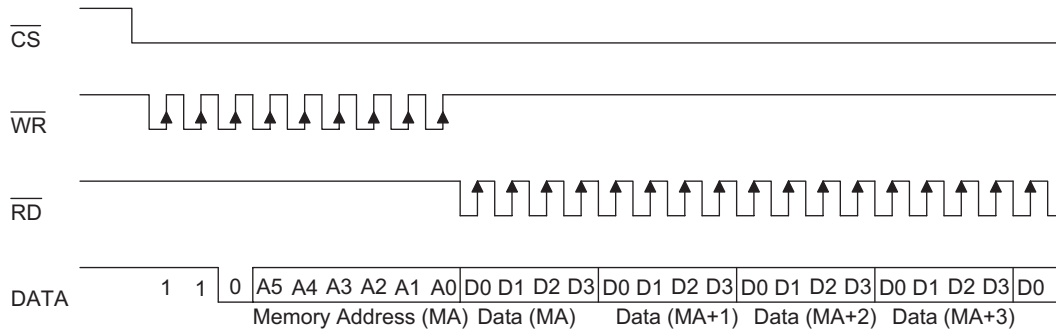 CS
WR
RD
DATA 1 1 0 A5 A4 A3 A2 A1 A0 D0 D1 D2 D3 D0 D1 D2 D3 D0 D1 D2 D3 D0 D1 D2 D3 D0
Memory Address (MA) Data (MA) Data (MA+1) Data (MA+2) Data (MA+3)